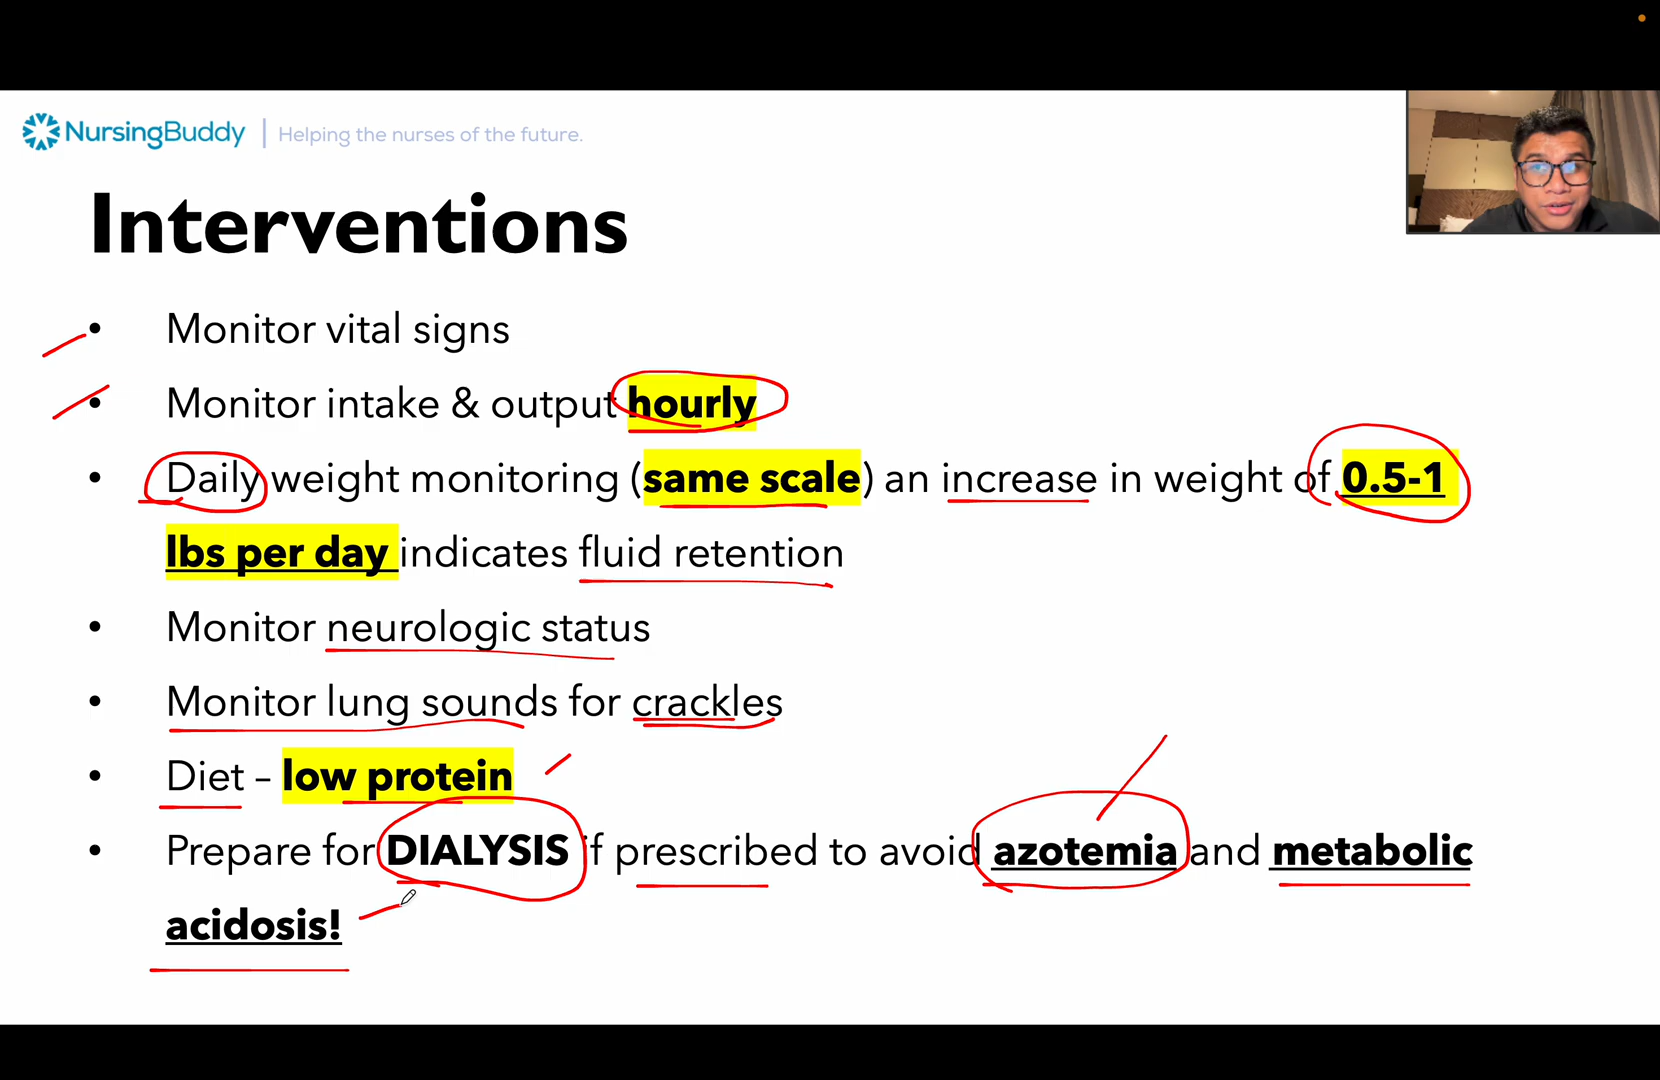 NursingBuddy | Helping the nurses of the future.
Interventions
• Monitor vital signs
• Monitor intake & output hourly
• Daily weight monitoring (same scale) an increase in weight of 0.5-1
lbs per day indicates fluid retention
• Monitor neurologic status
• Monitor lung sounds for crackles
• Diet – low protein
• Prepare for DIALYSIS if prescribed to avoid azotemia and metabolic
acidosis!